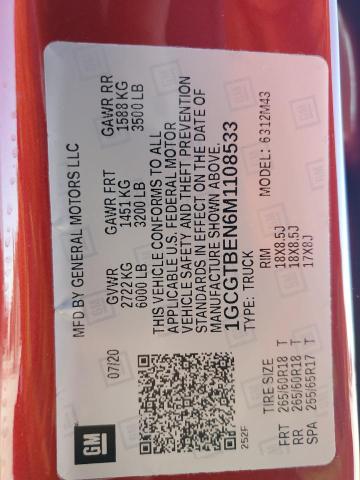 GM
07/20
MFD BY GENERAL MOTORS LLC
GVWR GAWR FRT GAWR RR
2722 KG 1451 KG 1588 KG
6000 LB 3200 LB 3500 LB
THIS VEHICLE CONFORMS TO ALL
APPLICABLE U.S. FEDERAL MOTOR
VEHICLE SAFETY AND THEFT PREVENTION
STANDARDS IN EFFECT ON THE DATE OF
MANUFACTURE SHOWN ABOVE.
1GCGTBEN6M1108533
252F
TYPE: TRUCK MODEL: 6312M43
TIRE SIZE RIM
FRT 265/60R18 T 18X8.5J
RR 265/60R18 T 18X8.5J
SPA 255/65R17 T 17X8J